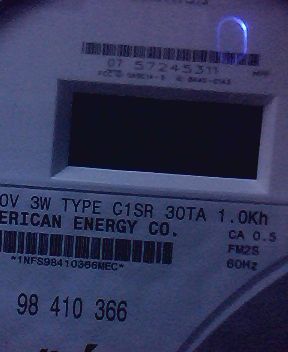 07 57245311
0V 3W TYPE C1SR 30TA 1.0Kh
ERICAN ENERGY CO.
CA 0.5
FM2S
60Hz
*1NFS98410366MEC*
98 410 366